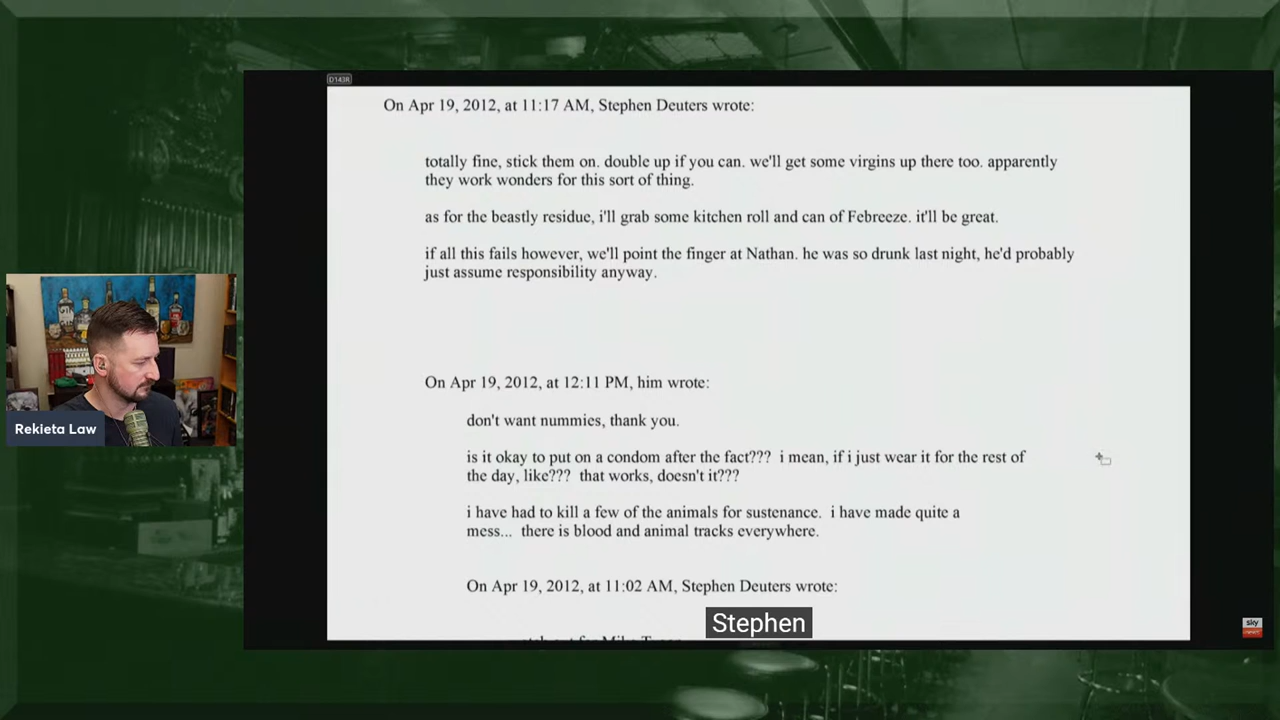 D143R
On Apr 19, 2012, at 11:17 AM, Stephen Deuters wrote:
totally fine, stick them on. double up if you can. we'll get some virgins up there too. apparently
they work wonders for this sort of thing.
as for the beastly residue, i'll grab some kitchen roll and can of Febreeze. it'll be great.
if all this fails however, we'll point the finger at Nathan. he was so drunk last night, he'd probably
just assume responsibility anyway.
On Apr 19, 2012, at 12:11 PM, him wrote:
don't want nummies, thank you.
is it okay to put on a condom after the fact??? i mean, if i just wear it for the rest of
the day, like??? that works, doesn't it???
i have had to kill a few of the animals for sustenance. i have made quite a
mess... there is blood and animal tracks everywhere.
On Apr 19, 2012, at 11:02 AM, Stephen Deuters wrote:
Stephen
Rekieta Law
sky